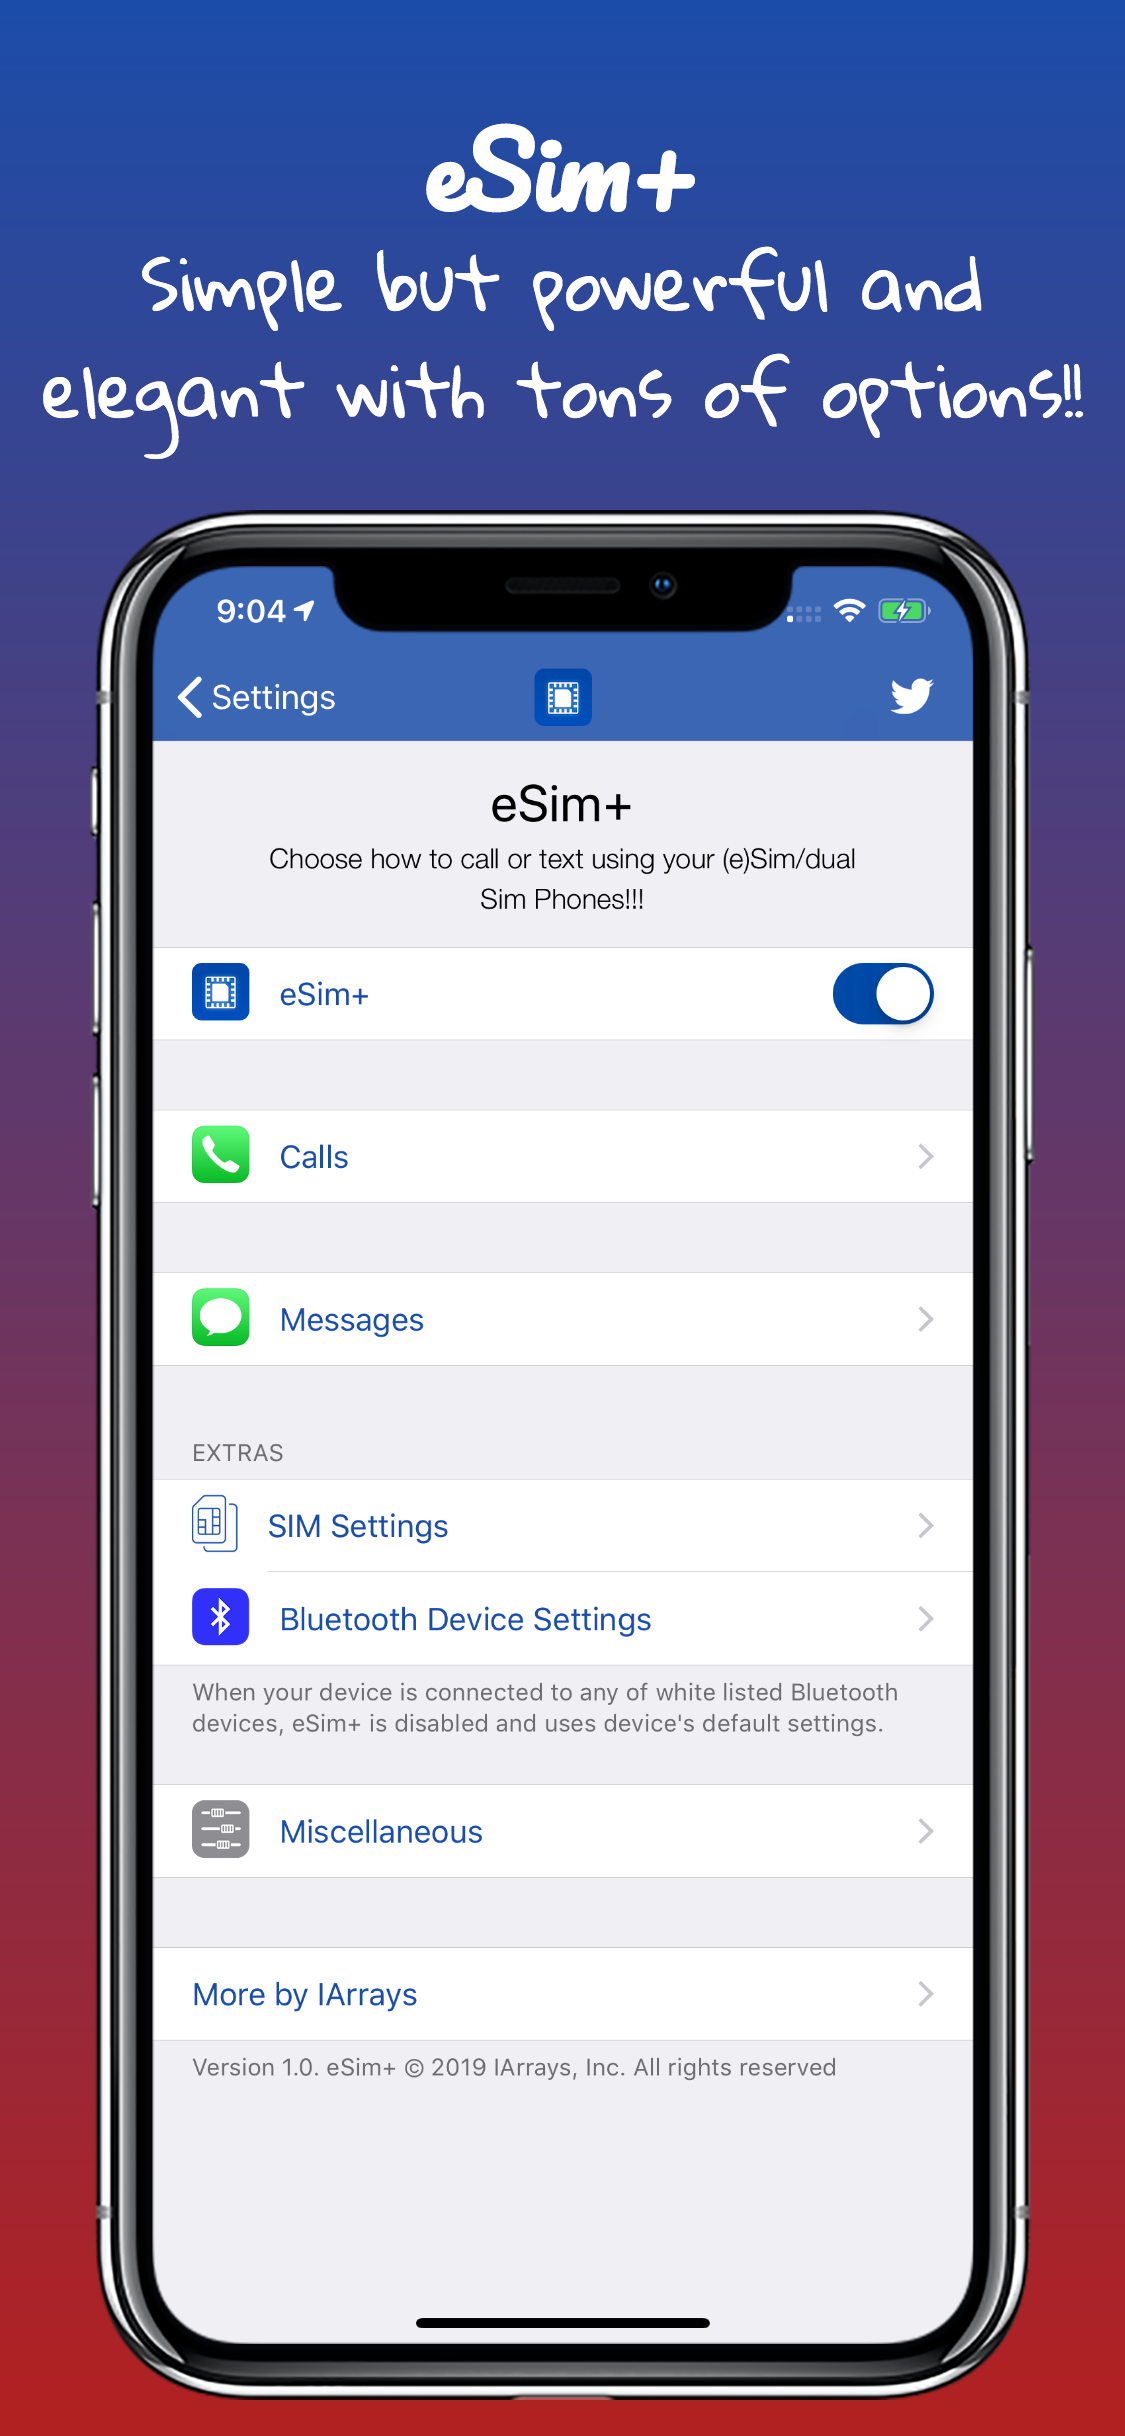 eSim+
Simple but powerful and
elegant with tons of options!!
9:04
Settings
eSim+
Choose how to call or text using your (e)Sim/dual
Sim Phones!!!
eSim+
Calls
Messages
EXTRAS
SIM Settings
Bluetooth Device Settings
When your device is connected to any of white listed Bluetooth
devices, eSim+ is disabled and uses device's default settings.
Miscellaneous
More by IArrays
Version 1.0. eSim+ © 2019 IArrays, Inc. All rights reserved